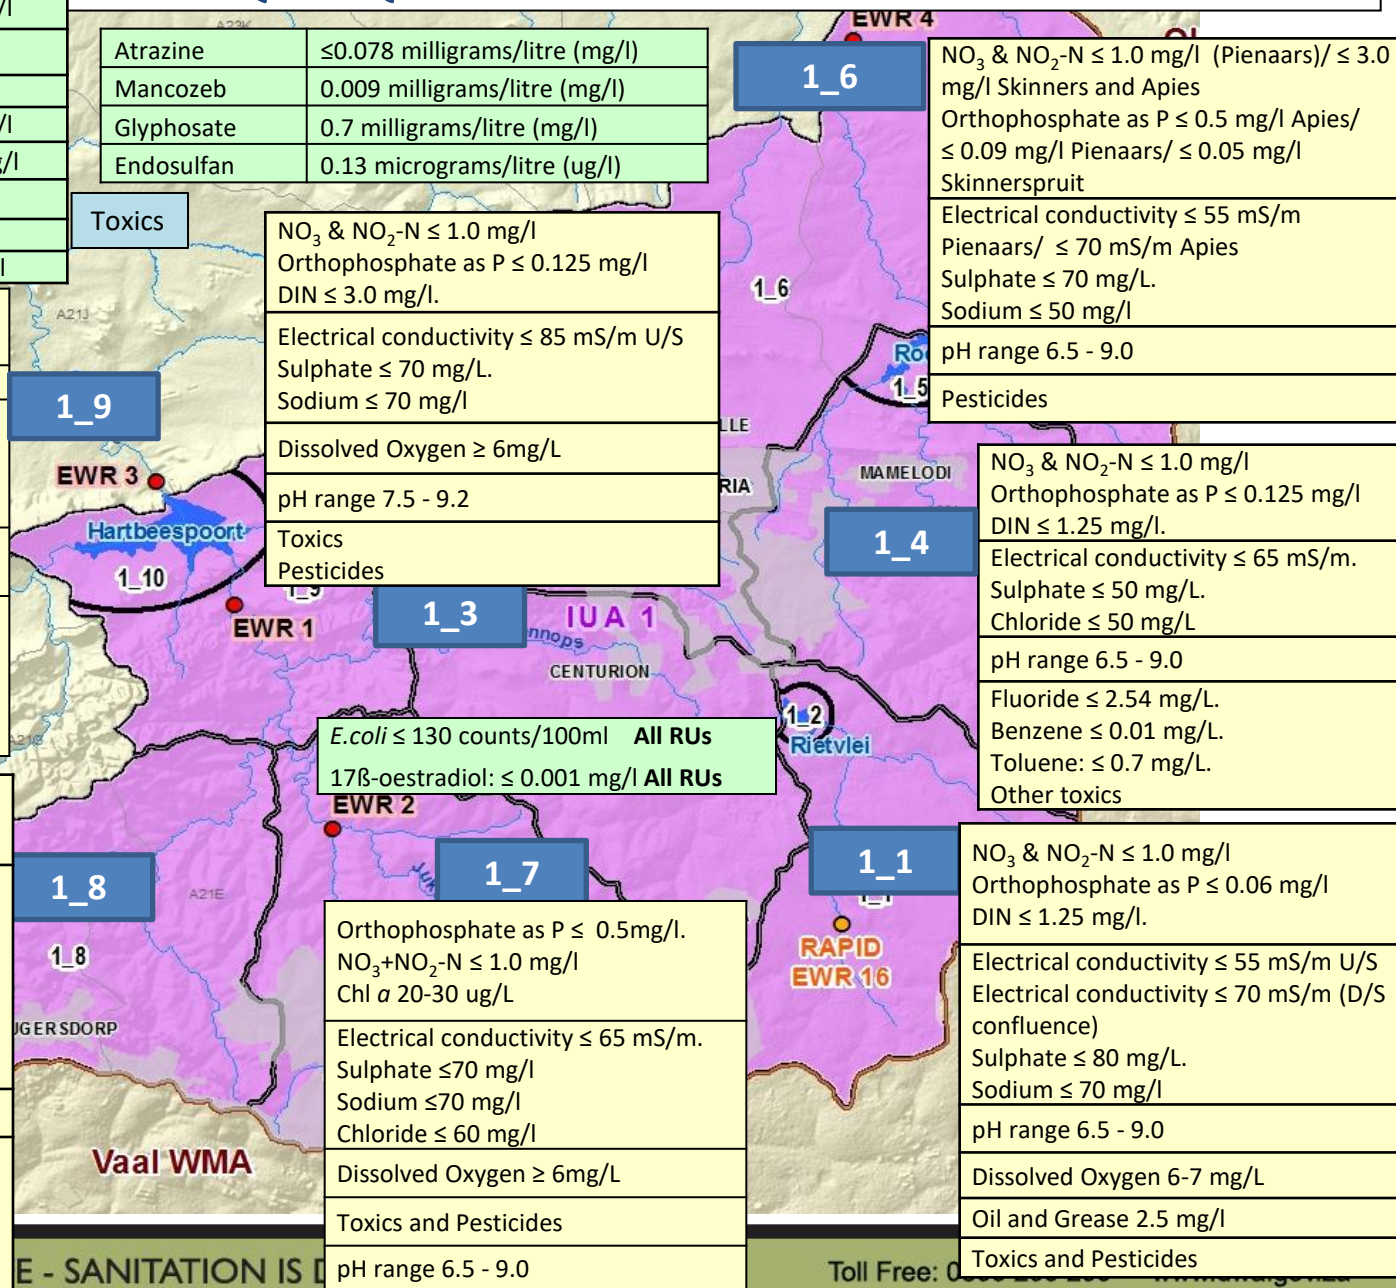 /l
/l
g/l
l
Atrazine ≤0.078 milligrams/litre (mg/l)
Mancozeb 0.009 milligrams/litre (mg/l)
Glyphosate 0.7 milligrams/litre (mg/l)
Endosulfan 0.13 micrograms/litre (ug/l)
Toxics
A21J
EWR 4
1_6
NO₃ & NO₂-N ≤ 1.0 mg/l (Pienaars)/ ≤ 3.0
mg/l Skinners and Apies
Orthophosphate as P ≤ 0.5 mg/l Apies/
≤ 0.09 mg/l Pienaars/ ≤ 0.05 mg/l
Skinnerspruit
Electrical conductivity ≤ 55 mS/m
Pienaars/ ≤ 70 mS/m Apies
Sulphate ≤ 70 mg/L.
Sodium ≤ 50 mg/l
pH range 6.5 - 9.0
Pesticides
NO₃ & NO₂-N ≤ 1.0 mg/l
Orthophosphate as P ≤ 0.125 mg/l
DIN ≤ 3.0 mg/l.
Electrical conductivity ≤ 85 mS/m U/S
Sulphate ≤ 70 mg/L.
Sodium ≤ 70 mg/l
Dissolved Oxygen ≥ 6mg/L
pH range 7.5 - 9.2
Toxics
Pesticides
1_6
Roo
1_5
1_9
EWR 3
Hartbeespoort
1_10
EWR 1
1_9
LLE
RIA
MAMELODI
1_4
NO₃ & NO₂-N ≤ 1.0 mg/l
Orthophosphate as P ≤ 0.125 mg/l
DIN ≤ 1.25 mg/l.
Electrical conductivity ≤ 65 mS/m.
Sulphate ≤ 50 mg/L.
Chloride ≤ 50 mg/L
pH range 6.5 - 9.0
Fluoride ≤ 2.54 mg/L.
Benzene ≤ 0.01 mg/L.
Toluene: ≤ 0.7 mg/L.
Other toxics
1_3
IUA 1
nnops
CENTURION
1_2
Rietvlei
E.coli ≤ 130 counts/100ml All RUs
17ß-oestradiol: ≤ 0.001 mg/l All RUs
EWR 2
1_8
A21E
1_8
JGERSDORP
Vaal WMA
Juk
1_7
Orthophosphate as P ≤ 0.5mg/l.
NO₃+NO₂-N ≤ 1.0 mg/l
Chl a 20-30 ug/L
Electrical conductivity ≤ 65 mS/m.
Sulphate ≤70 mg/l
Sodium ≤70 mg/l
Chloride ≤ 60 mg/l
Dissolved Oxygen ≥ 6mg/L
Toxics and Pesticides
pH range 6.5 - 9.0
1_1
1_1
RAPID
EWR 16
NO₃ & NO₂-N ≤ 1.0 mg/l
Orthophosphate as P ≤ 0.06 mg/l
DIN ≤ 1.25 mg/l.
Electrical conductivity ≤ 55 mS/m U/S
Electrical conductivity ≤ 70 mS/m (D/S
confluence)
Sulphate ≤ 80 mg/L.
Sodium ≤ 70 mg/l
pH range 6.5 - 9.0
Dissolved Oxygen 6-7 mg/L
Oil and Grease 2.5 mg/l
Toxics and Pesticides
E - SANITATION IS
Toll Free: